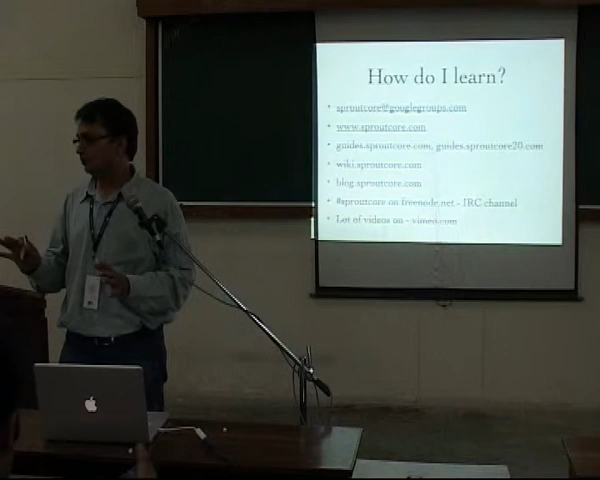 How do I learn?
• sproutcore@googlegroups.com
• www.sproutcore.com
• guides.sproutcore.com, guides.sproutcore20.com
• wiki.sproutcore.com
• blog.sproutcore.com
• #sproutcore on freenode.net - IRC channel
• Lot of videos on - vimeo.com